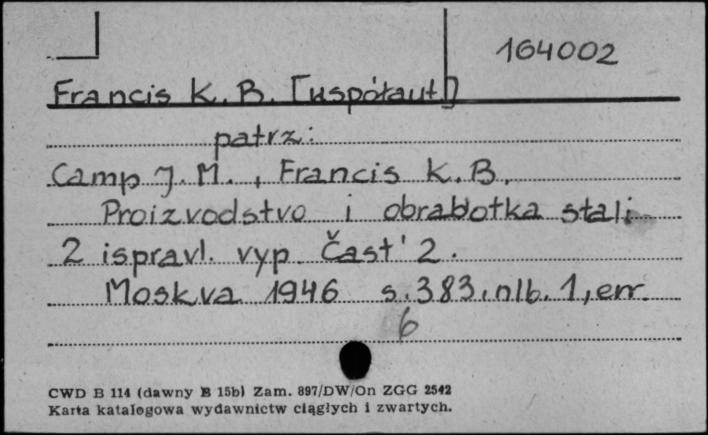 164002
Francis K. B. [współaut.]
patrz:
Camp J. M., Francis K. B.
Proizvodstvo i obrabotka stali
2 ispravl. vyp. Čast' 2.
Moskva 1946 s. 383, nlb. 1, err.
6
CWD B 114 (dawny B 15b) Zam. 897/DW/On ZGG 2542
Karta katalogowa wydawnictw ciągłych i zwartych.